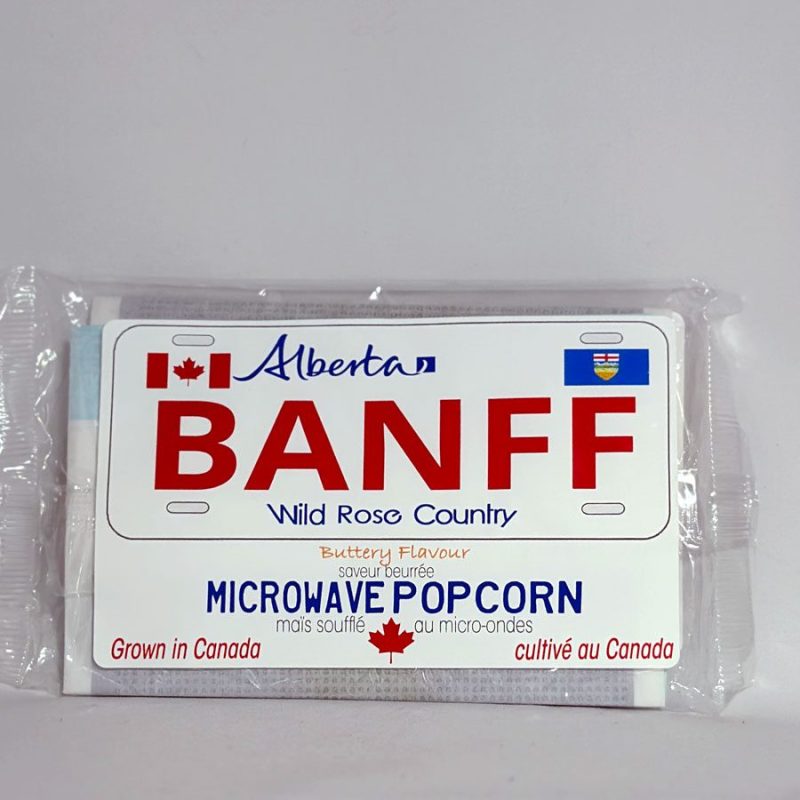 Alberta
BANFF
Wild Rose Country
Buttery Flavour
saveur beurrée
MICROWAVE POPCORN
maïs soufflé au micro-ondes
Grown in Canada cultivé au Canada